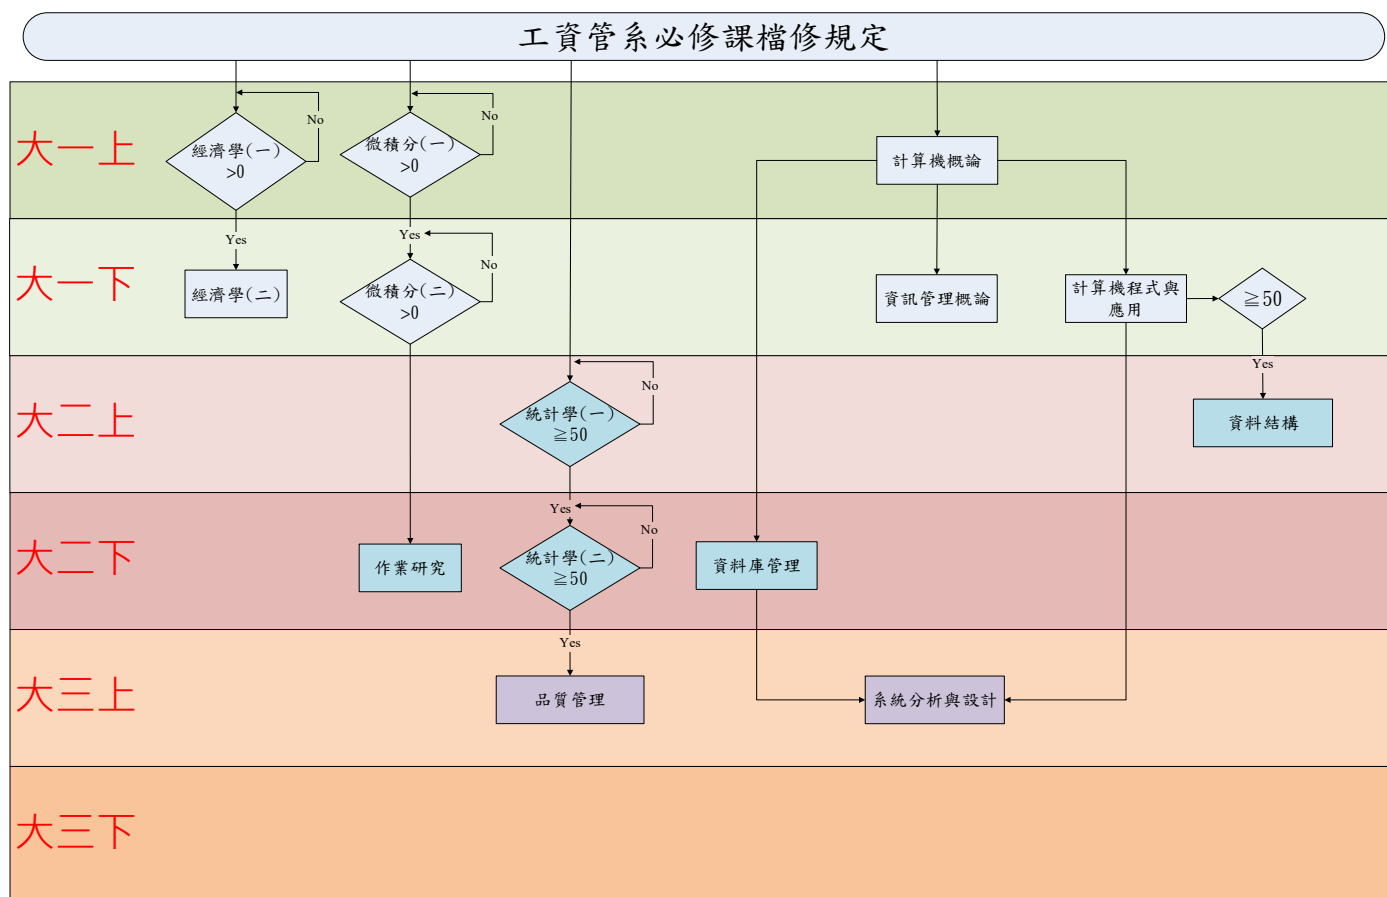 工資管系必修課檔修規定
大一上
No
No
經濟學(一)
>0
微積分(一)
>0
計算機概論
大一下
Yes
Yes
No
經濟學(二)
微積分(二)
>0
資訊管理概論
計算機程式與
應用
≧50
大二上
Yes
No
統計學(一)
≧50
資料結構
大二下
Yes
No
作業研究
統計學(二)
≧50
資料庫管理
大三上
Yes
品質管理
系統分析與設計
大三下